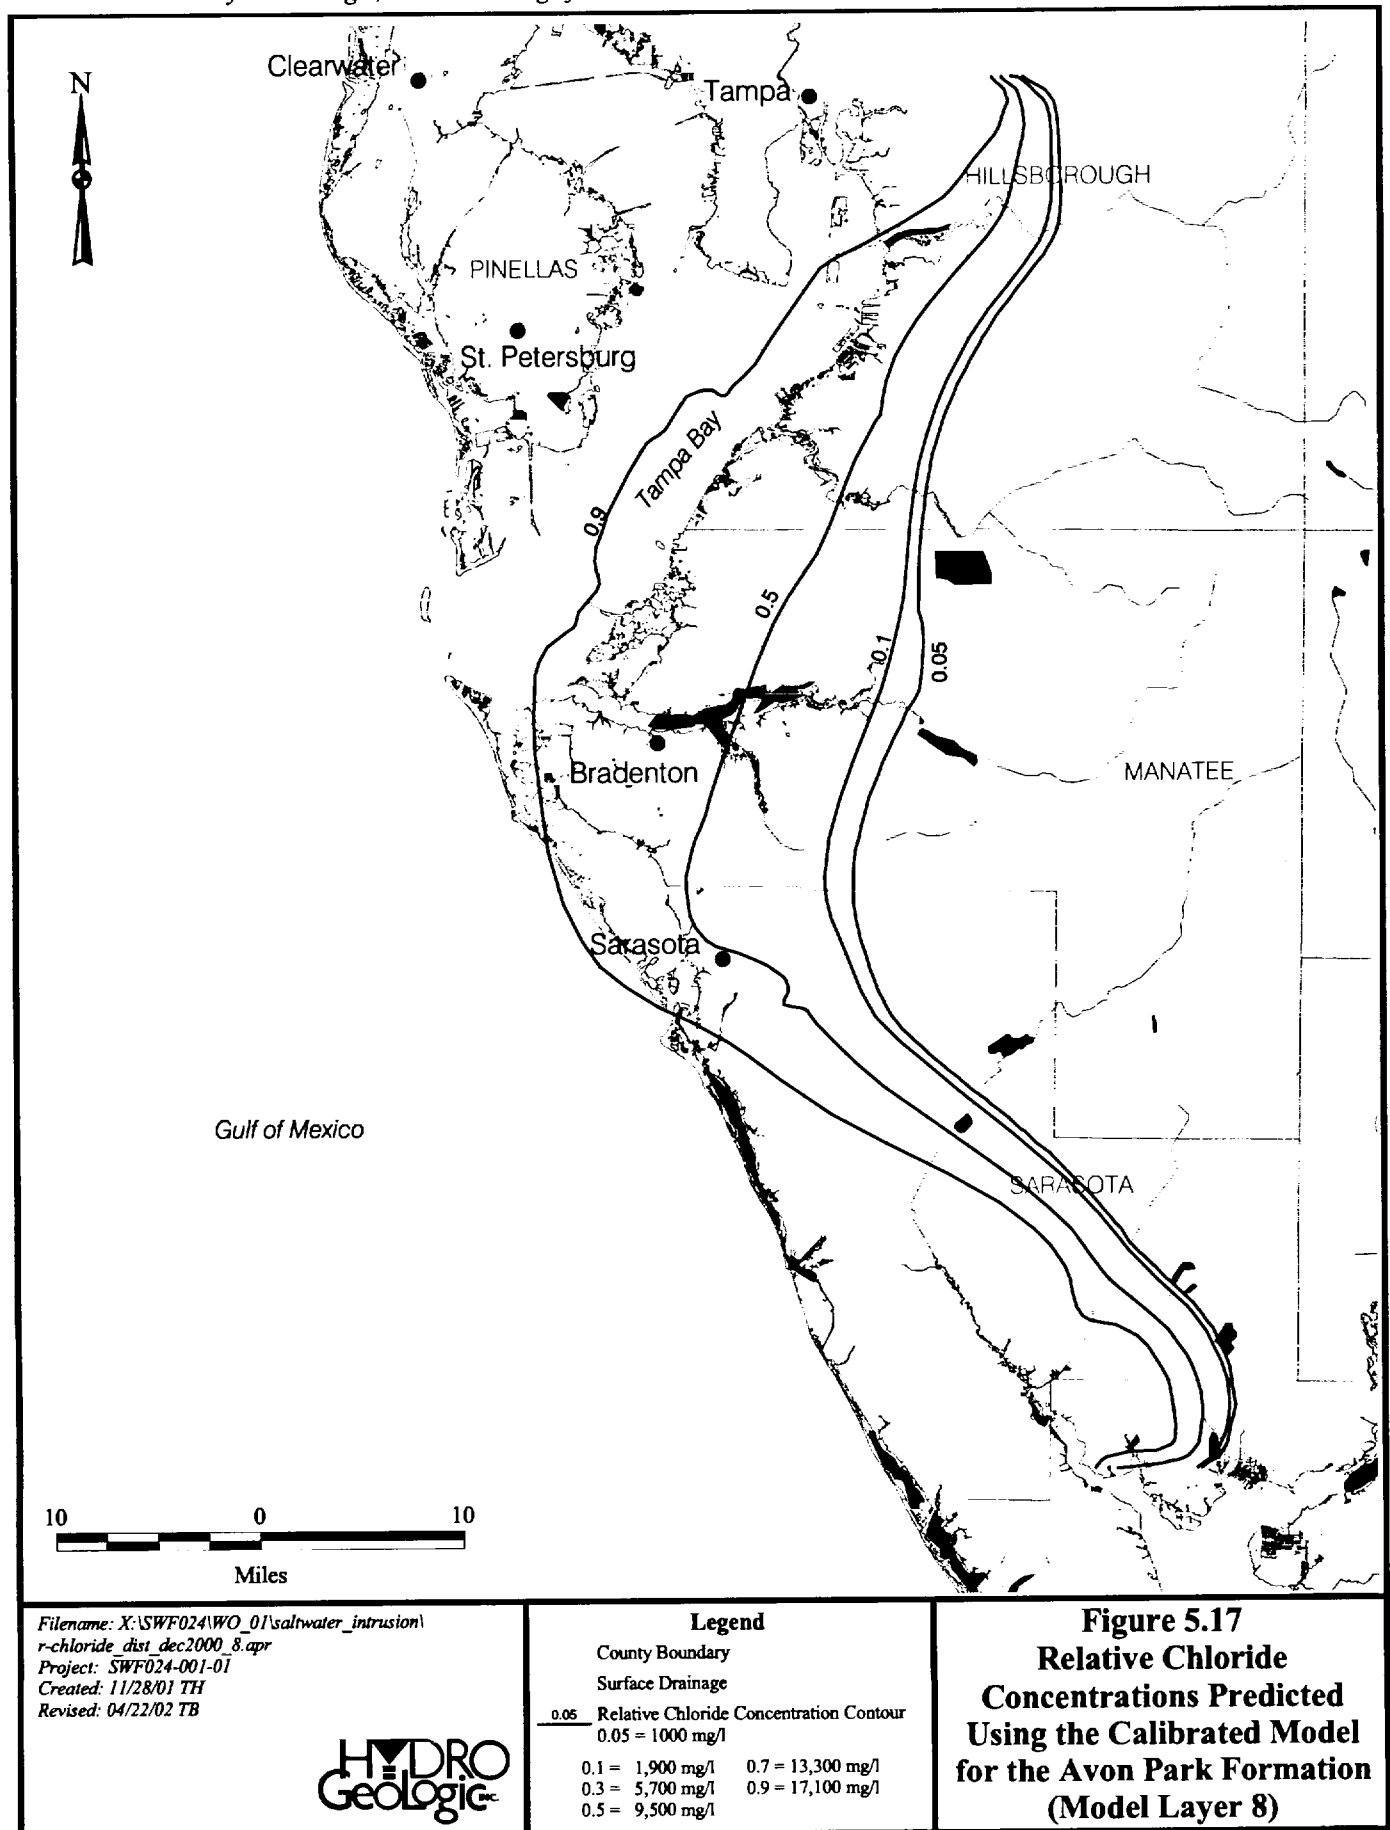 N
Clearwater
Tampa
HILLSBOROUGH
PINELLAS
St. Petersburg
Tampa Bay
0.9
0.5
0.1
0.05
Bradenton
MANATEE
Sarasota
Gulf of Mexico
SARASOTA
10 0 10
Miles
Filename: X:\SWF024\WO_01\saltwater_intrusion\
r-chloride_dist_dec2000_8.apr
Project: SWF024-001-01
Created: 11/28/01 TH
Revised: 04/22/02 TB
HYDRO
GeoLogic INC.
Legend
County Boundary
Surface Drainage
0.05 Relative Chloride Concentration Contour
0.05 = 1000 mg/l
0.1 = 1,900 mg/l 0.7 = 13,300 mg/l
0.3 = 5,700 mg/l 0.9 = 17,100 mg/l
0.5 = 9,500 mg/l
Figure 5.17
Relative Chloride
Concentrations Predicted
Using the Calibrated Model
for the Avon Park Formation
(Model Layer 8)